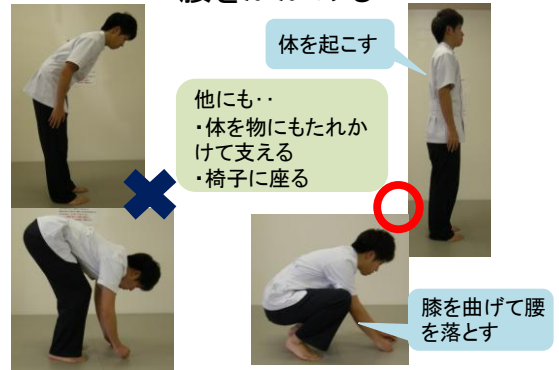 体を起こす
他にも‥
・体を物にもたれか
けて支える
・椅子に座る
膝を曲げて腰
を落とす